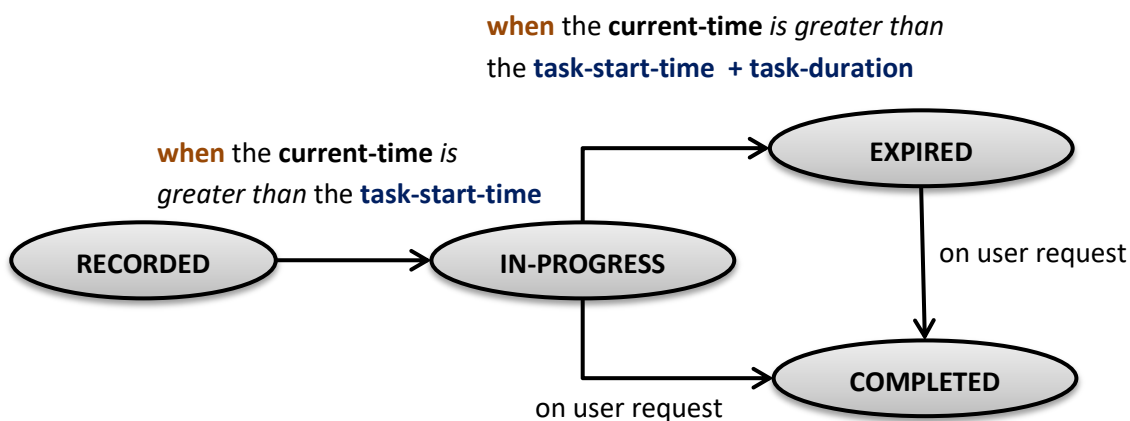 when the current-time is greater than
the task-start-time + task-duration
EXPIRED
when the current-time is
greater than the task-start-time
RECORDED
IN-PROGRESS
on user request
COMPLETED
on user request